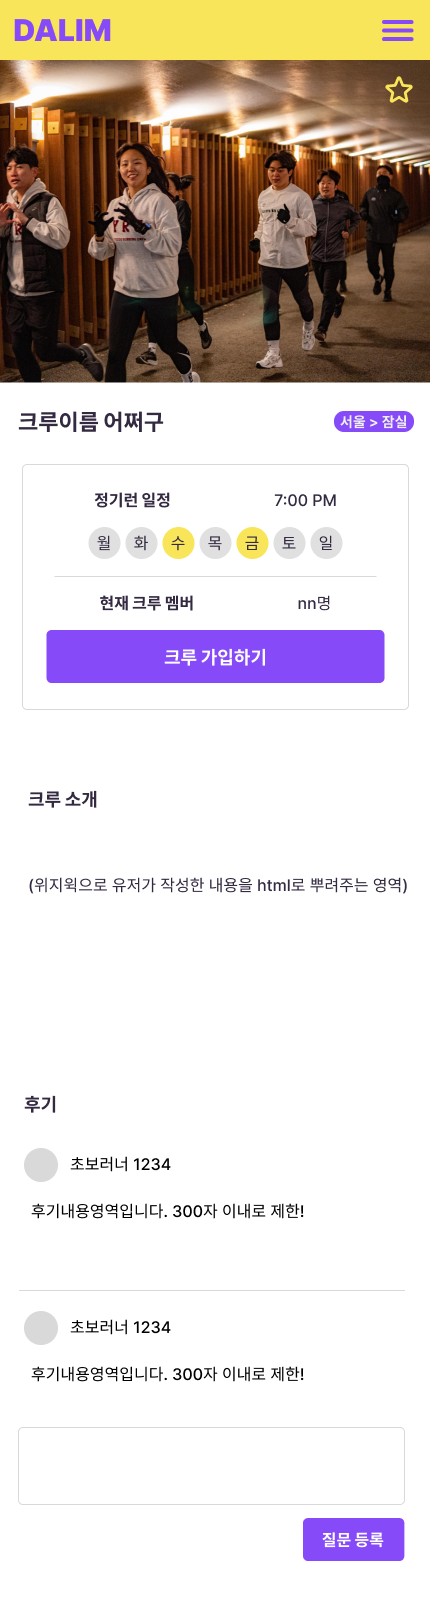 DALIM
크루이름 어쩌구
서울 > 잠실
정기런 일정
7:00 PM
월 화 수 목 금 토 일
현재 크루 멤버
nn명
크루 가입하기
크루 소개
(위지윅으로 유저가 작성한 내용을 html로 뿌려주는 영역)
후기
초보러너 1234
후기내용영역입니다. 300자 이내로 제한!
초보러너 1234
후기내용영역입니다. 300자 이내로 제한!
질문 등록